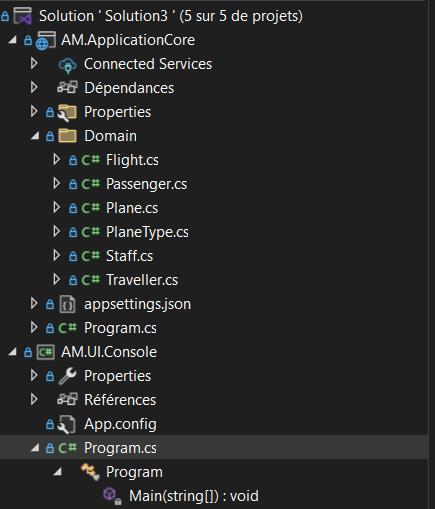 Solution ' Solution3 ' (5 sur 5 de projets)
AM.ApplicationCore
Connected Services
Dépendances
Properties
Domain
C# Flight.cs
C# Passenger.cs
C# Plane.cs
C# PlaneType.cs
C# Staff.cs
C# Traveller.cs
appsettings.json
C# Program.cs
C# AM.UI.Console
Properties
Références
App.config
C# Program.cs
Program
Main(string[]) : void